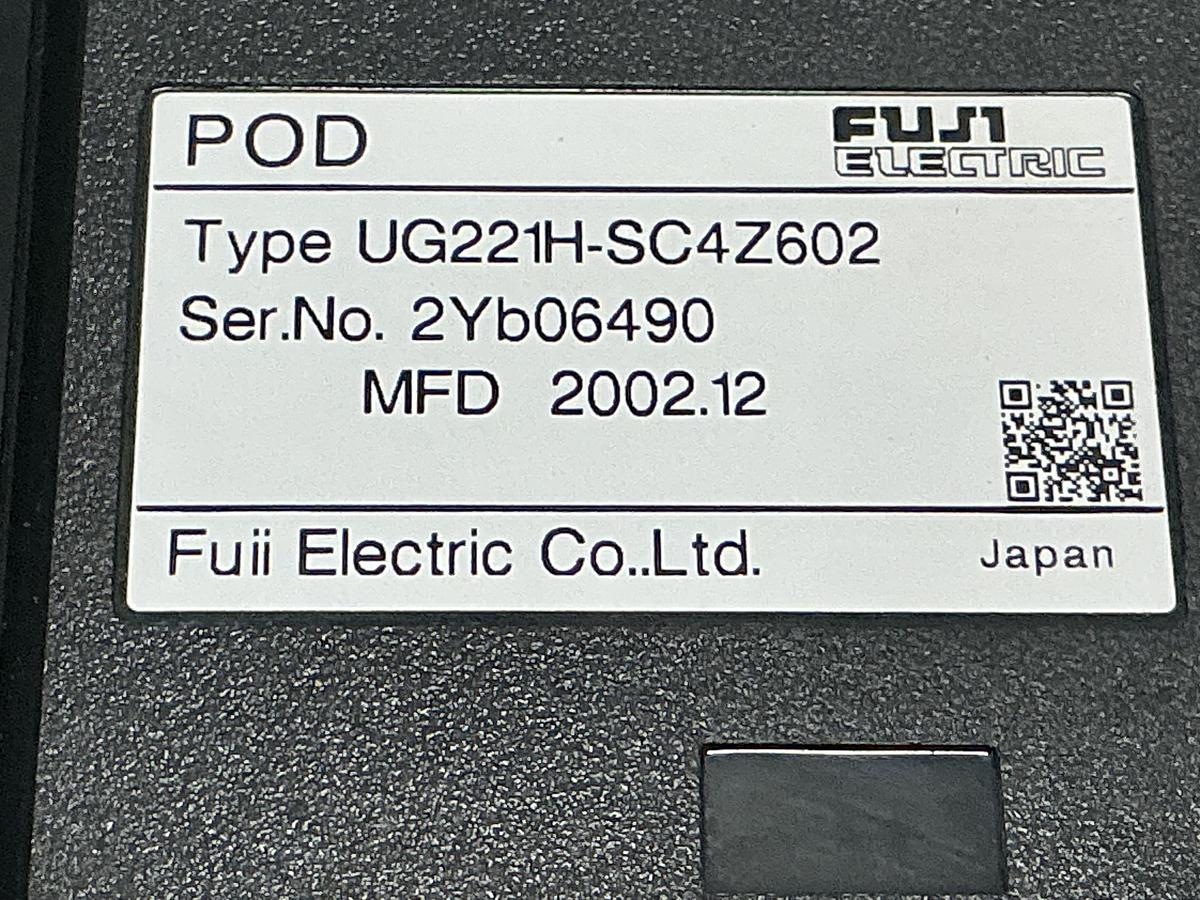 POD
FUJI
ELECTRIC
Type UG221H-SC4Z602
Ser.No. 2Yb06490
MFD 2002.12
Fuii Electric Co..Ltd.
Japan